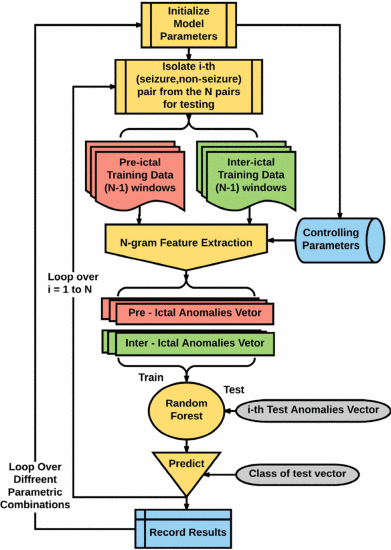 Initialize
Model
Parameters
Isolate i-th
(seizure,non-seizure)
pair from the N pairs
for testing
Pre-ictal
Training Data
(N-1) windows
Inter-ictal
Training Data
(N-1) windows
N-gram Feature Extraction
Controlling
Parameters
Loop over
i = 1 to N
Pre - Ictal Anomalies Vetor
Inter - Ictal Anomalies Vetor
Train
Test
Random
Forest
i-th Test Anomalies Vector
Predict
Class of test vector
Loop Over
Diffreent
Parametric
Combinations
Record Results